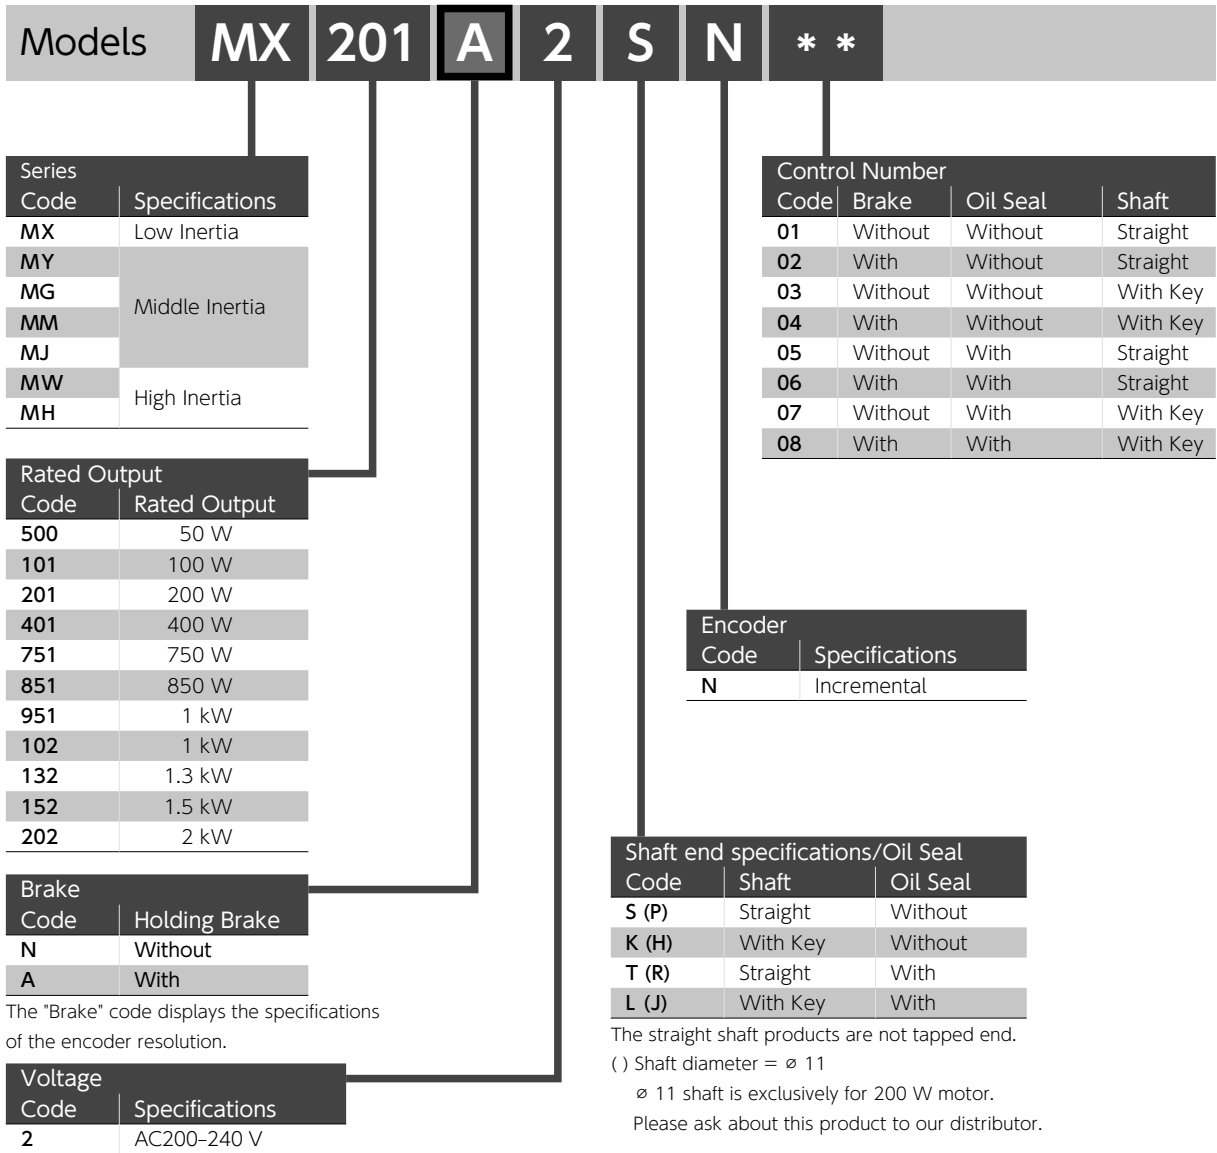 Models MX 201 A 2 S N * *
Series
Code Specifications
MX Low Inertia
MY
MG
Middle Inertia
MM
MJ
MW
High Inertia
MH
Rated Output
Code Rated Output
500 50 W
101 100 W
201 200 W
401 400 W
751 750 W
851 850 W
951 1 kW
102 1 kW
132 1.3 kW
152 1.5 kW
202 2 kW
Brake
Code Holding Brake
N Without
A With
The "Brake" code displays the specifications
of the encoder resolution.
Voltage
Code Specifications
2 AC200–240 V
Control Number
Code Brake Oil Seal Shaft
01 Without Without Straight
02 With Without Straight
03 Without Without With Key
04 With Without With Key
05 Without With Straight
06 With With Straight
07 Without With With Key
08 With With With Key
Encoder
Code Specifications
N Incremental
Shaft end specifications/Oil Seal
Code Shaft Oil Seal
S (P) Straight Without
K (H) With Key Without
T (R) Straight With
L (J) With Key With
The straight shaft products are not tapped end.
( ) Shaft diameter = ø 11
ø 11 shaft is exclusively for 200 W motor.
Please ask about this product to our distributor.